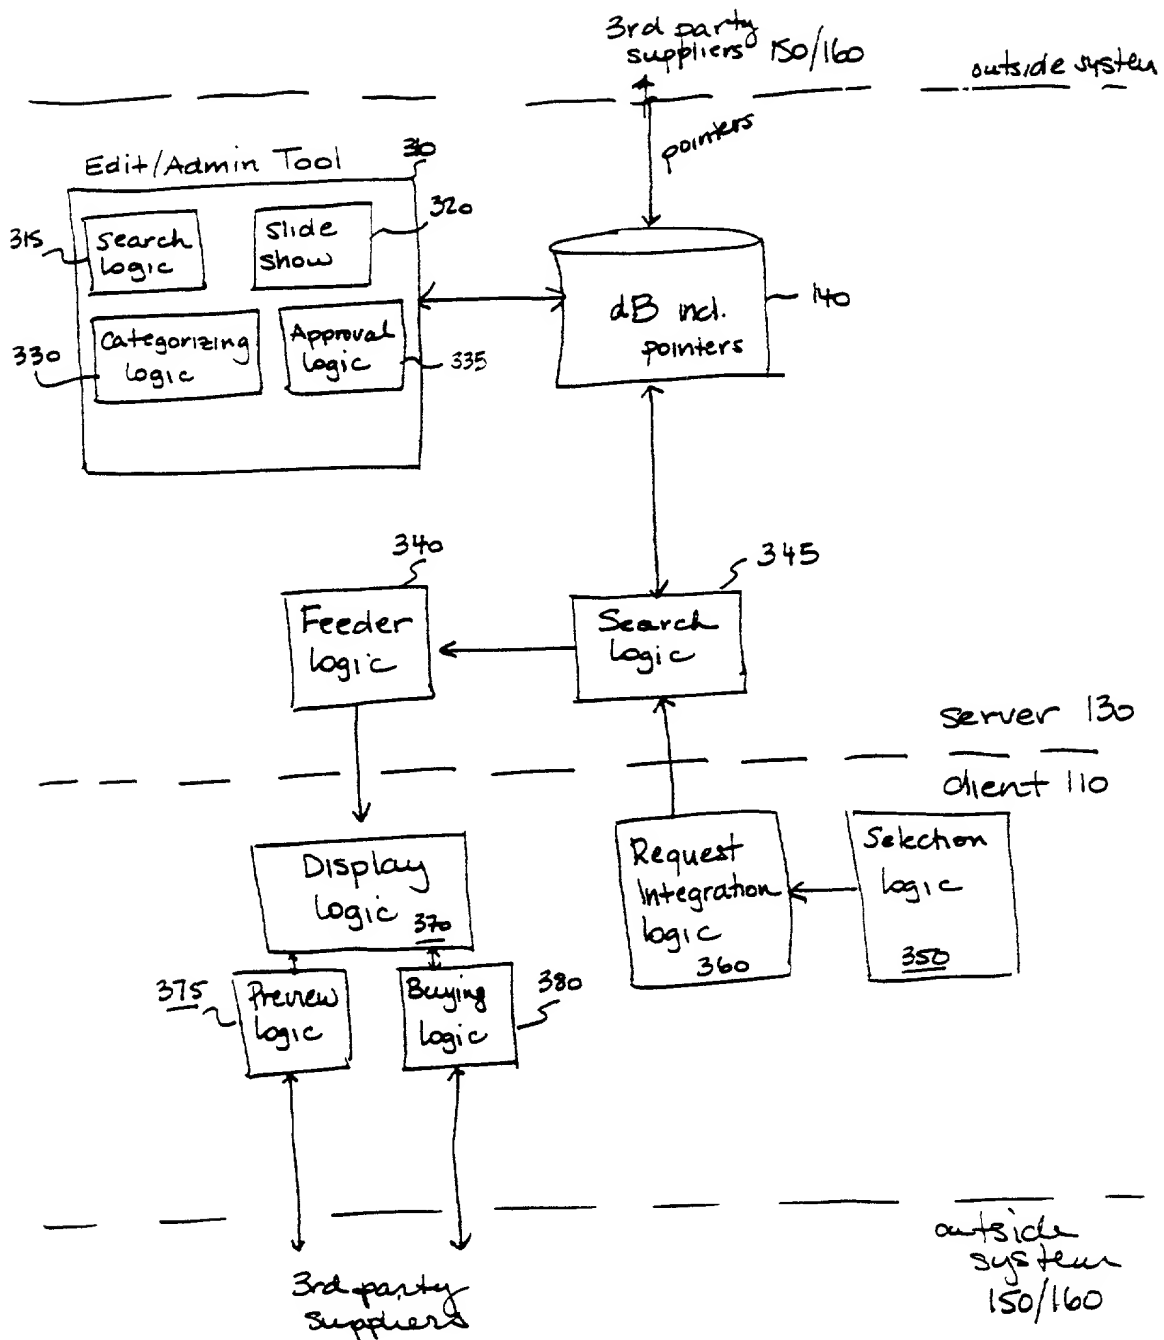 3rd party
suppliers 150/160
outside system
pointers
Edit/Admin Tool
310
315
Search
logic
slide
show
320
330
Categorizing
logic
Approval
logic
335
dB incl.
pointers
140
340
Feeder
logic
345
Search
logic
server 130
client 110
Display
logic
370
Request
Integration
logic
360
Selection
logic
350
375
Preview
logic
Buying
logic
380
3rd party
suppliers
outside
system
150/160